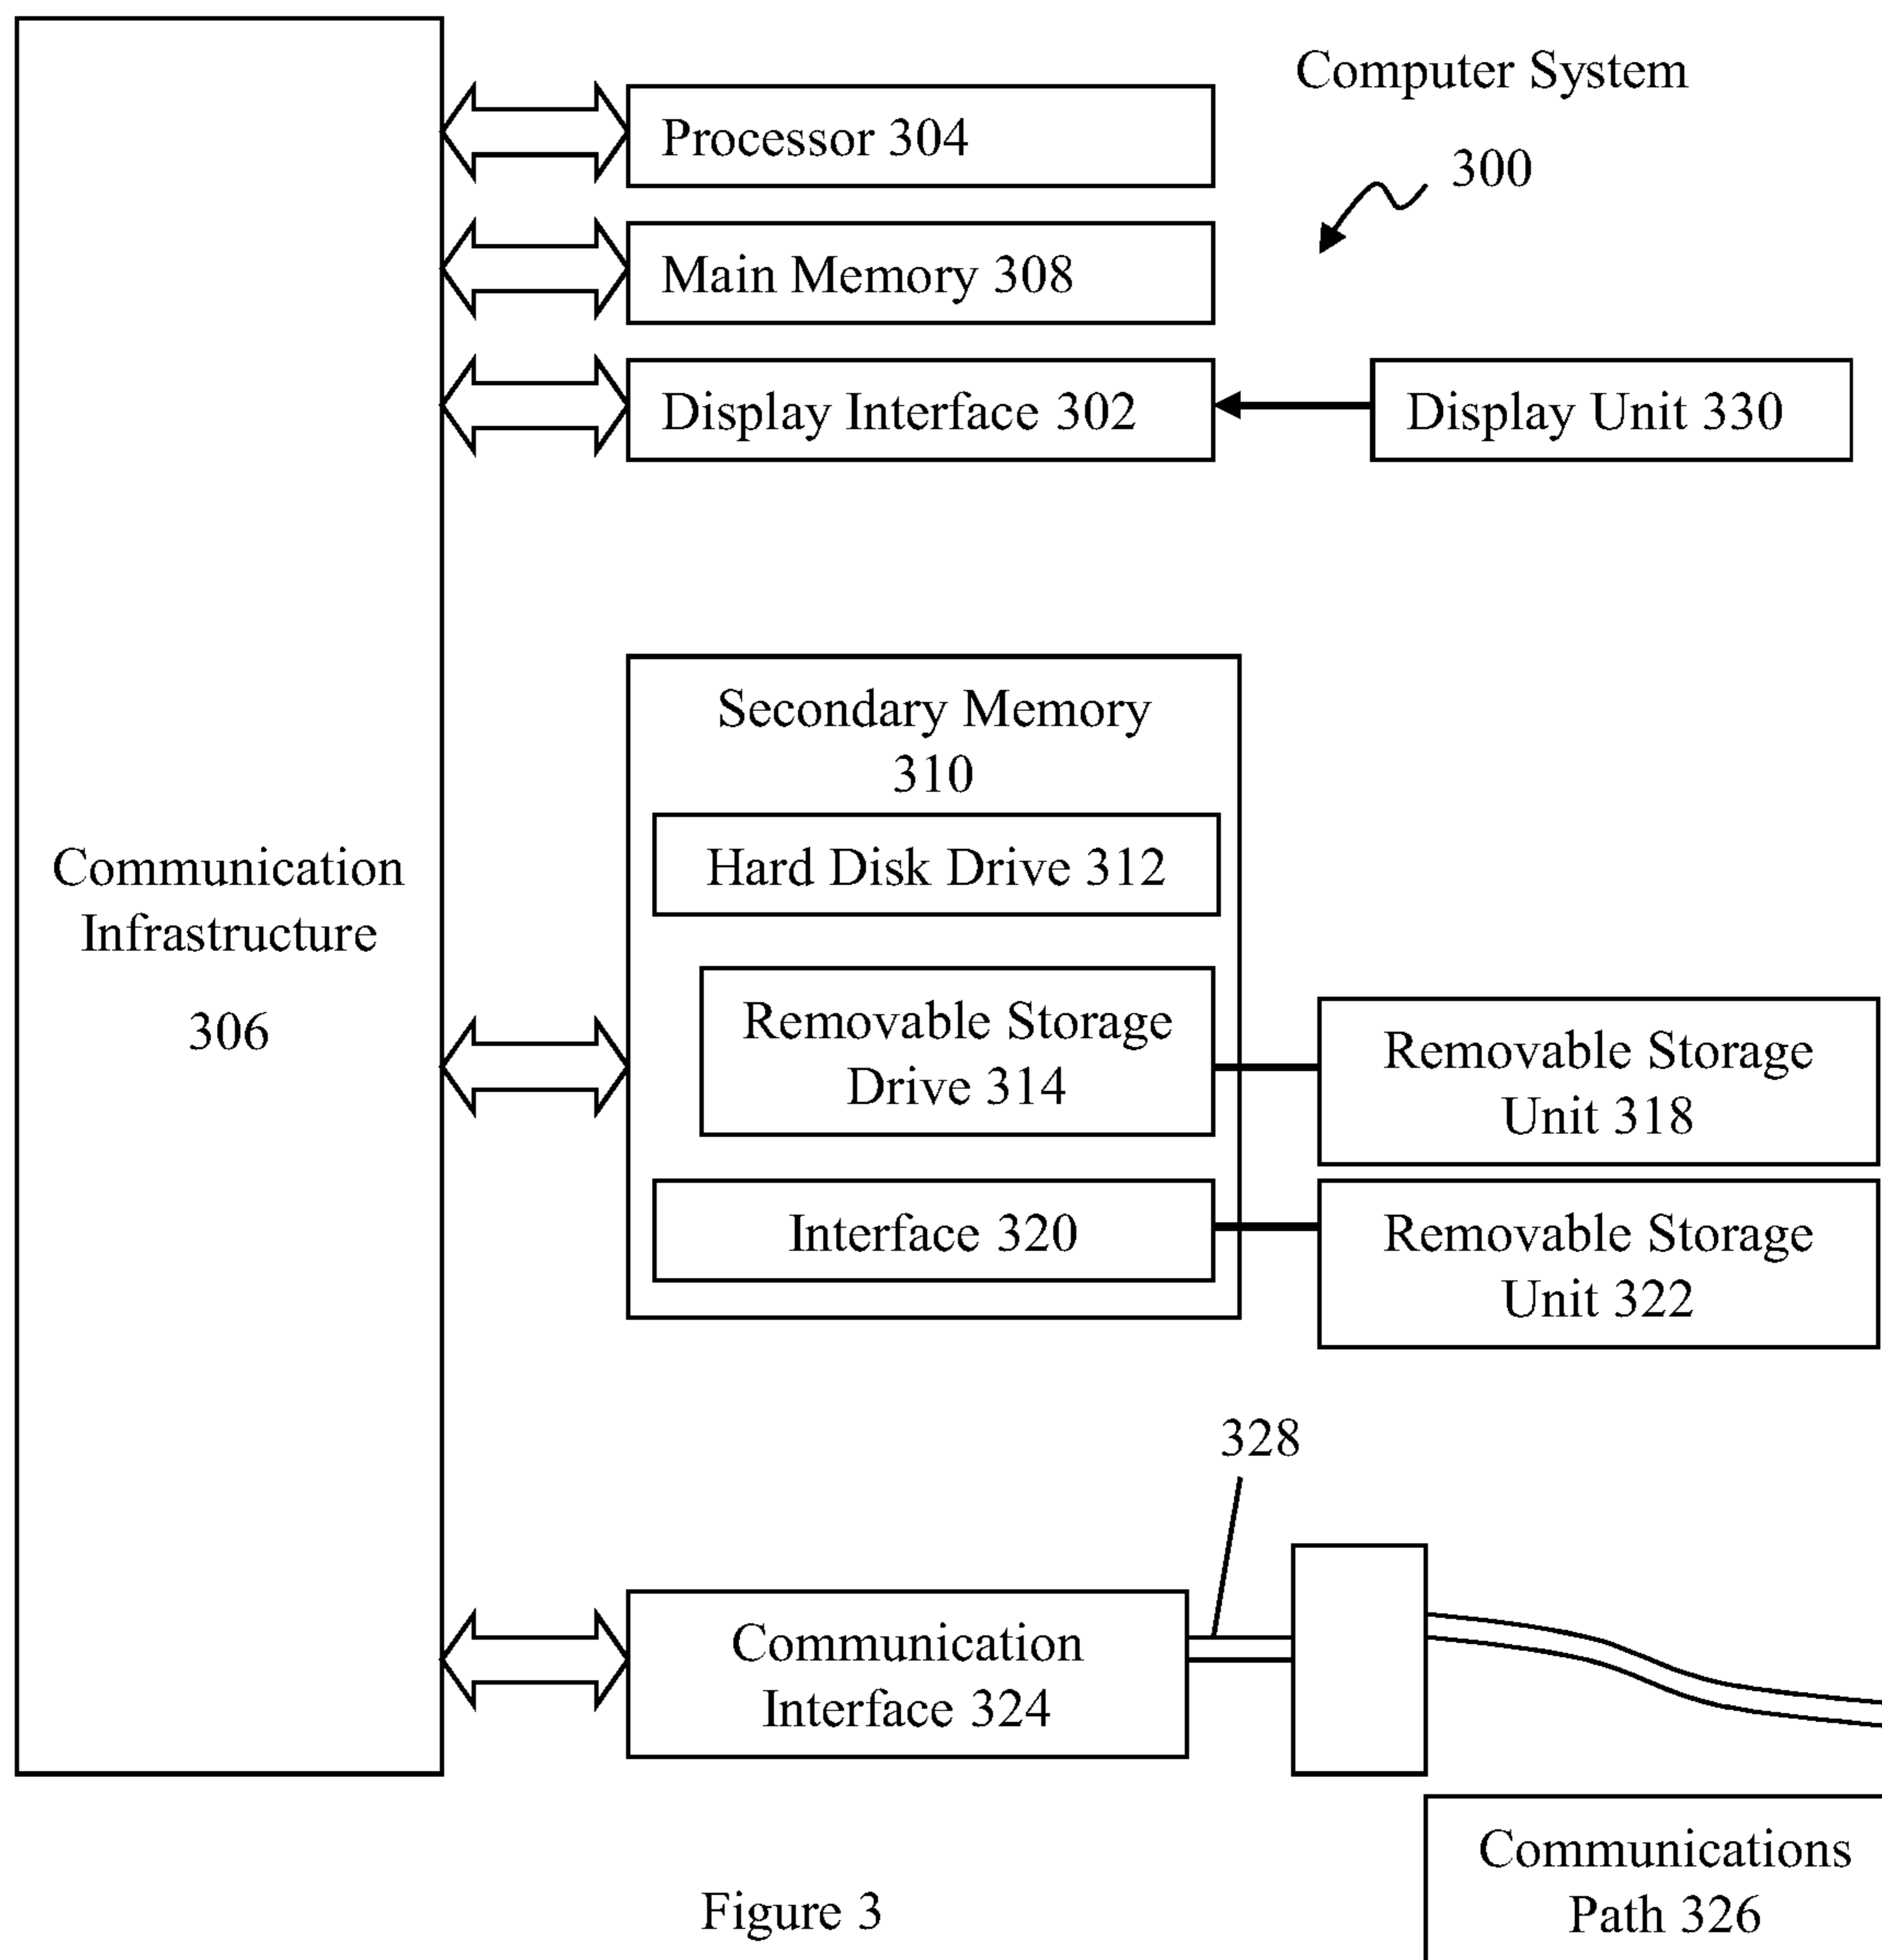 Computer System
300
Processor 304
Main Memory 308
Display Interface 302
Display Unit 330
Secondary Memory
310
Hard Disk Drive 312
Communication
Infrastructure
306
Removable Storage
Drive 314
Removable Storage
Unit 318
Interface 320
Removable Storage
Unit 322
328
Communication
Interface 324
Communications
Path 326
Figure 3